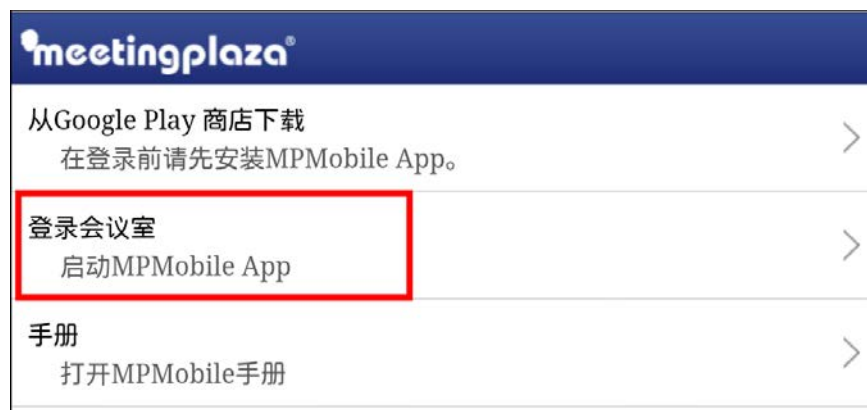 meetingplaza®
从Google Play 商店下载
在登录前请先安装MPMobile App。
登录会议室
启动MPMobile App
手册
打开MPMobile手册